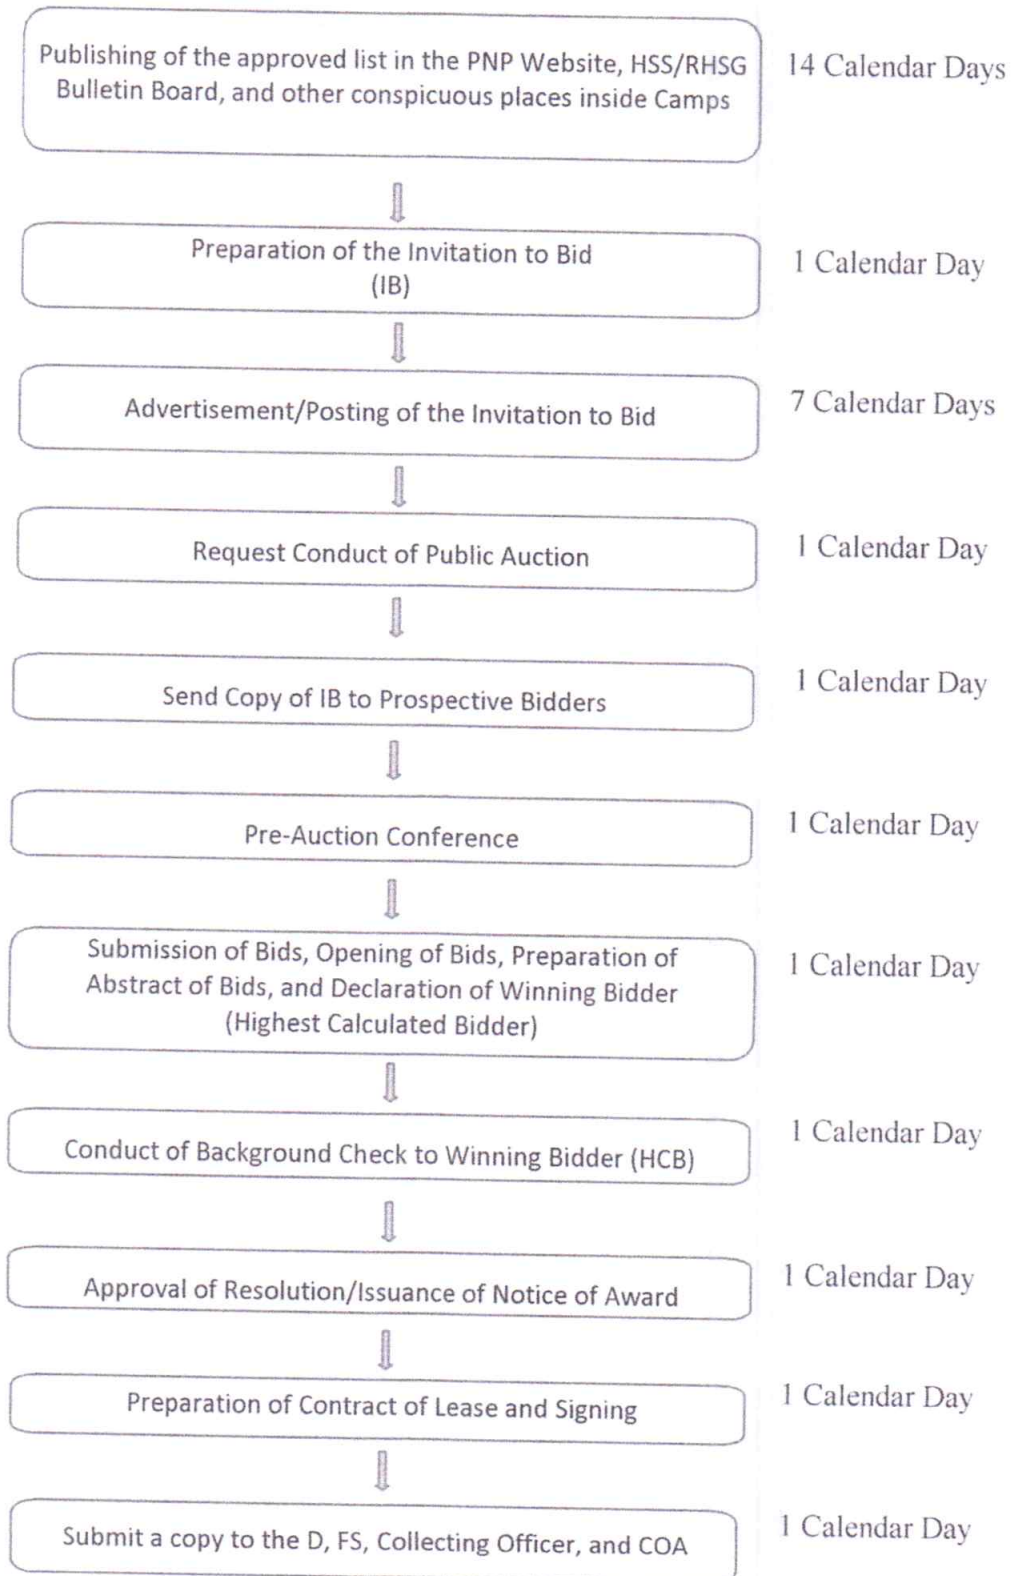 Publishing of the approved list in the PNP Website, HSS/RHSG
Bulletin Board, and other conspicuous places inside Camps
14 Calendar Days
Preparation of the Invitation to Bid
(IB)
1 Calendar Day
Advertisement/Posting of the Invitation to Bid
7 Calendar Days
Request Conduct of Public Auction
1 Calendar Day
Send Copy of IB to Prospective Bidders
1 Calendar Day
Pre-Auction Conference
1 Calendar Day
Submission of Bids, Opening of Bids, Preparation of
Abstract of Bids, and Declaration of Winning Bidder
(Highest Calculated Bidder)
1 Calendar Day
Conduct of Background Check to Winning Bidder (HCB)
1 Calendar Day
Approval of Resolution/Issuance of Notice of Award
1 Calendar Day
Preparation of Contract of Lease and Signing
1 Calendar Day
Submit a copy to the D, FS, Collecting Officer, and COA
1 Calendar Day